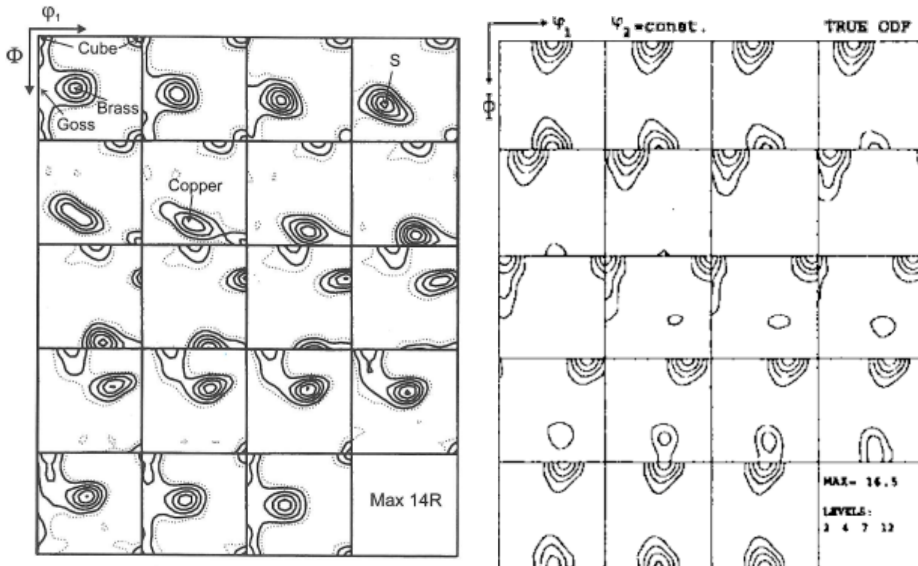 φ₁
Φ
Cube
S
Brass
Goss
Copper
Max 14R
φ₁ φ₂=const. TRUE ODF
Φ
MAX= 16.5
LEVELS:
2 4 7 12